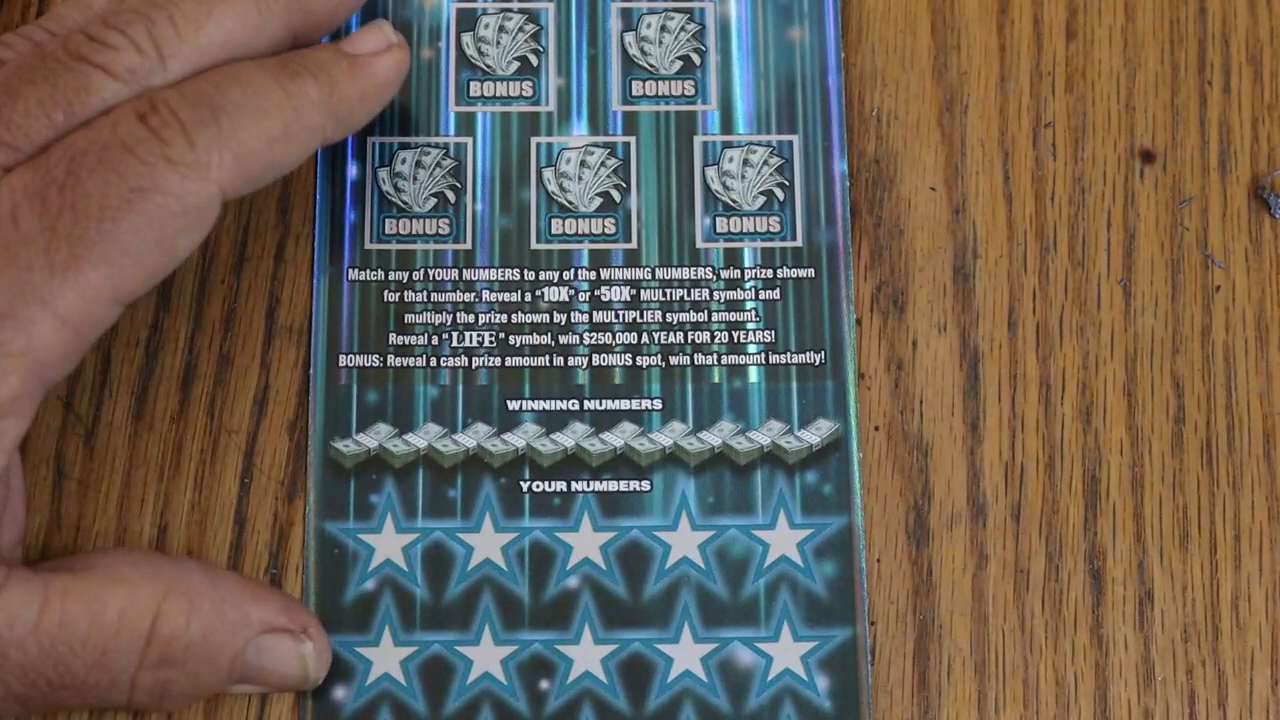 BONUS BONUS
BONUS BONUS BONUS
Match any of YOUR NUMBERS to any of the WINNING NUMBERS, win prize shown
for that number. Reveal a “10X” or “50X” MULTIPLIER symbol and
multiply the prize shown by the MULTIPLIER symbol amount.
Reveal a “LIFE” symbol, win $250,000 A YEAR FOR 20 YEARS!
BONUS: Reveal a cash prize amount in any BONUS spot, win that amount instantly!
WINNING NUMBERS
YOUR NUMBERS